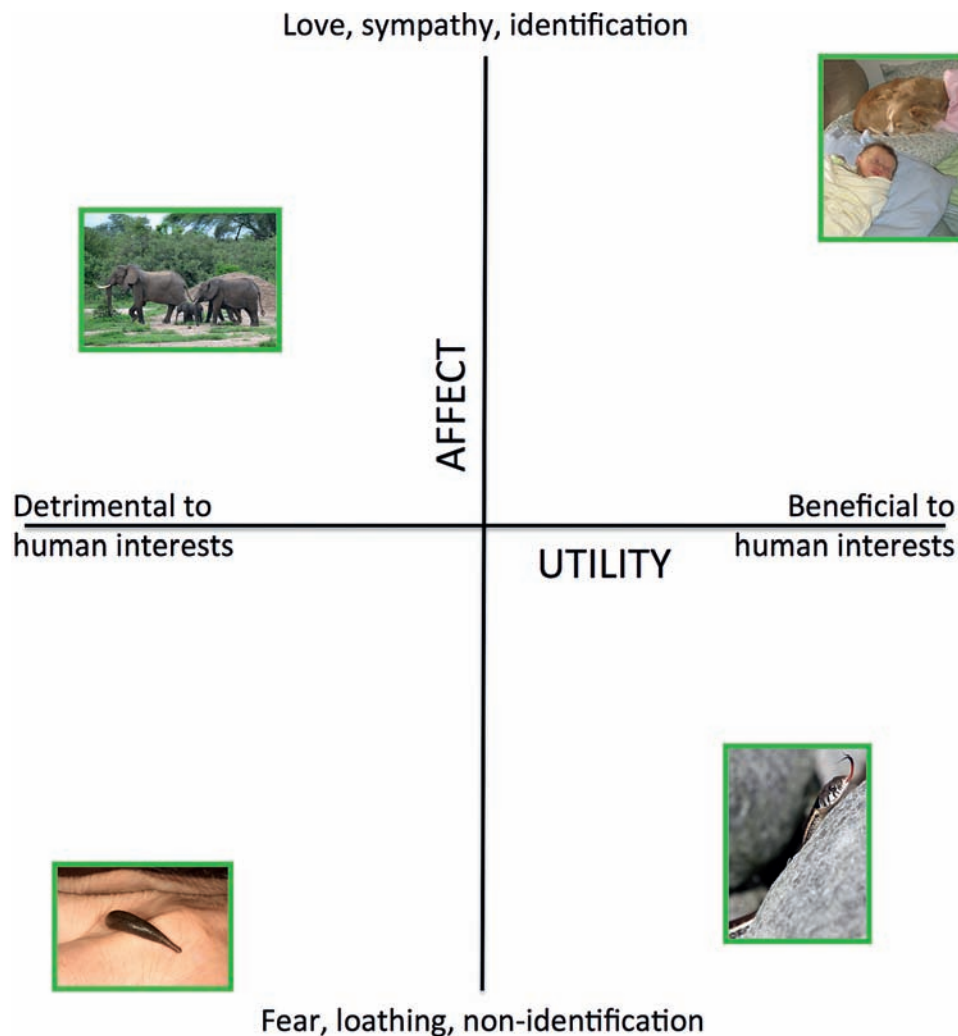 Love, sympathy, identification
AFFECT
Detrimental to
human interests
Beneficial to
human interests
UTILITY
Fear, loathing, non-identification